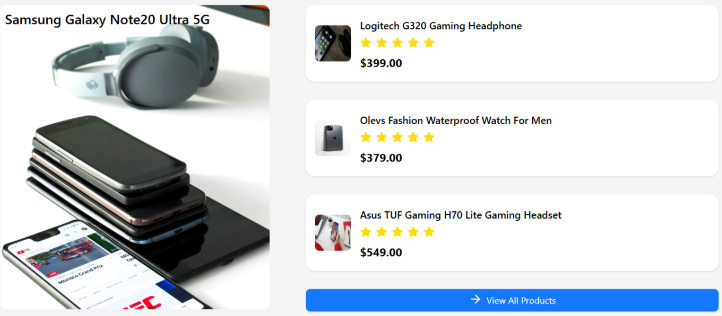 Samsung Galaxy Note20 Ultra 5G
Logitech G320 Gaming Headphone
$399.00
Olevs Fashion Waterproof Watch For Men
$379.00
Asus TUF Gaming H70 Lite Gaming Headset
$549.00
View All Products